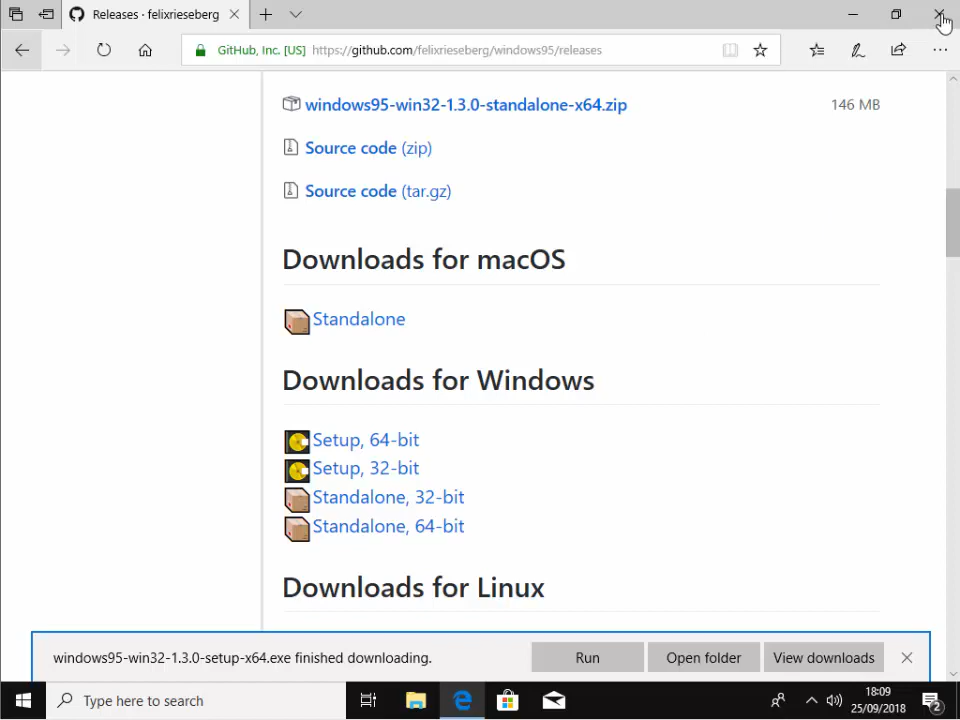 Releases · felixrieseberg
GitHub, Inc. [US] https://github.com/felixrieseberg/windows95/releases
windows95-win32-1.3.0-standalone-x64.zip 146 MB
Source code (zip)
Source code (tar.gz)
Downloads for macOS
Standalone
Downloads for Windows
Setup, 64-bit
Setup, 32-bit
Standalone, 32-bit
Standalone, 64-bit
Downloads for Linux
windows95-win32-1.3.0-setup-x64.exe finished downloading. Run Open folder View downloads
Type here to search
18:09
25/09/2018
2